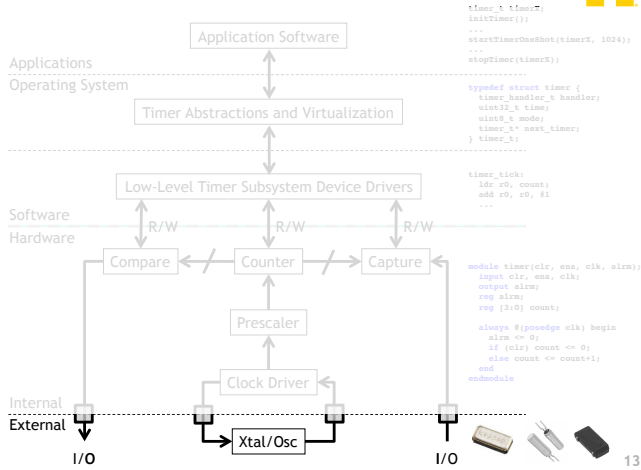 timer_t timerX;
initTimer();
...
startTimerOneShot(timerX, 1024);
...
stopTimer(timerX);
Application Software
Applications
Operating System
typedef struct timer {
timer_handler_t handler;
uint32_t time;
uint8_t mode;
timer_t* next_timer;
} timer_t;
Timer Abstractions and Virtualization
timer_tick:
ldr r0, count;
add r0, r0, #1
...
Low-Level Timer Subsystem Device Drivers
Software
R/W R/W R/W
Hardware
Compare Counter Capture
module timer(clr, ena, clk, alrm);
input clr, ena, clk;
output alrm;
reg alrm;
reg [3:0] count;
always @(posedge clk) begin
alrm <= 0;
if (clr) count <= 0;
else count <= count+1;
end
endmodule
Prescaler
Clock Driver
Internal
External
Xtal/Osc
I/O I/O
13